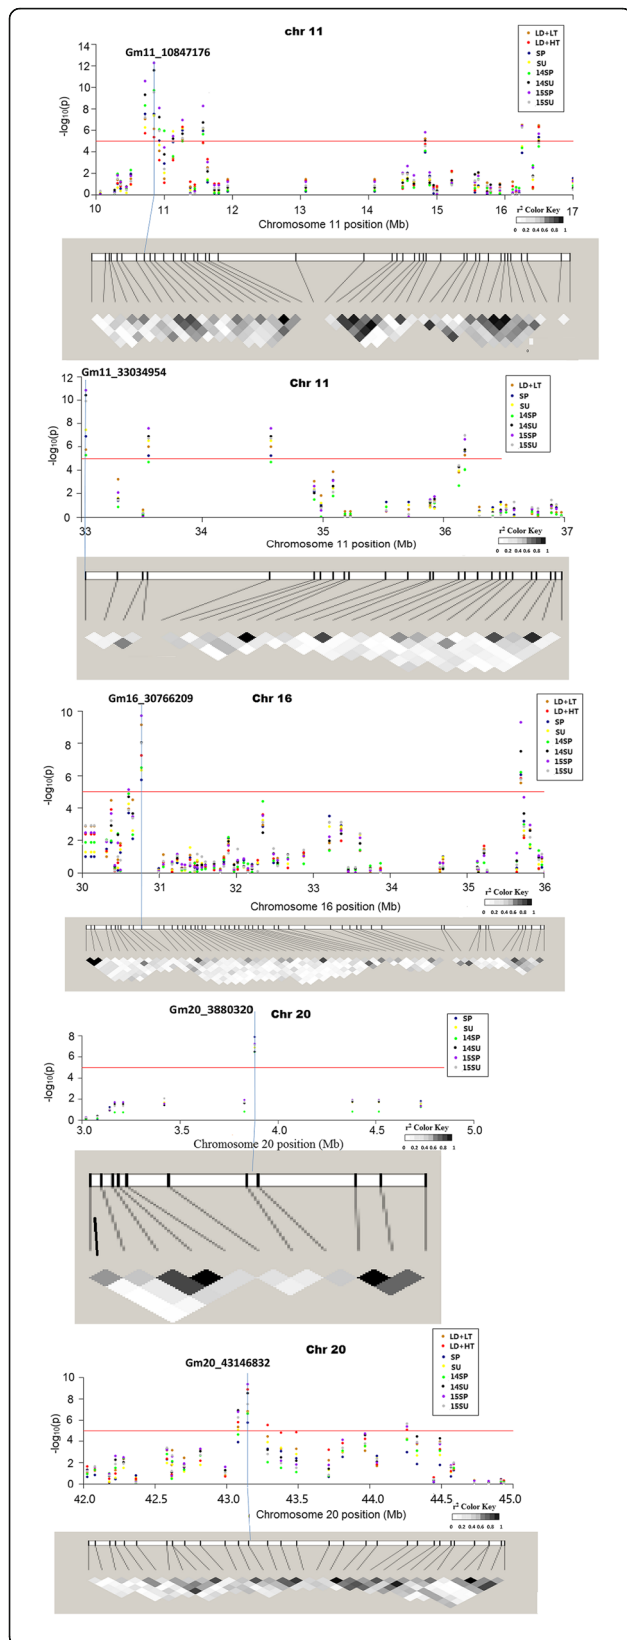 chr 11
Gm11_10847176
LD+LT
LD+HT
SP
SU
14SP
14SU
15SP
15SU
-log₁₀(p)
14
12
10
8
6
4
2
0
10 11 12 13 14 15 16 17
Chromosome 11 position (Mb)
r² Color Key
0 0.2 0.4 0.6 0.8 1
Gm11_33034954
Chr 11
LD+LT
SP
SU
14SP
14SU
15SP
15SU
-log₁₀(p)
12
10
8
6
4
2
0
33 34 35 36 37
Chromosome 11 position (Mb)
r² Color Key
0 0.2 0.4 0.6 0.8 1
Gm16_30766209
Chr 16
LD+LT
LD+HT
SP
SU
14SP
14SU
15SP
15SU
-log₁₀(p)
10
8
6
4
2
0
30 31 32 33 34 35 36
Chromosome 16 position (Mb)
r² Color Key
0 0.2 0.4 0.6 0.8 1
Gm20_3880320
Chr 20
SP
SU
14SP
14SU
15SP
15SU
-log₁₀(p)
8
6
4
2
0
3.0 3.5 4.0 4.5 5.0
Chromosome 20 position (Mb)
r² Color Key
0 0.2 0.4 0.6 0.8 1
Chr 20
Gm20_43146832
LD+LT
LD+HT
SP
SU
14SP
14SU
15SP
15SU
-log₁₀(p)
10
8
6
4
2
0
42.0 42.5 43.0 43.5 44.0 44.5 45.0
Chromosome 20 position (Mb)
r² Color Key
0 0.2 0.4 0.6 0.8 1